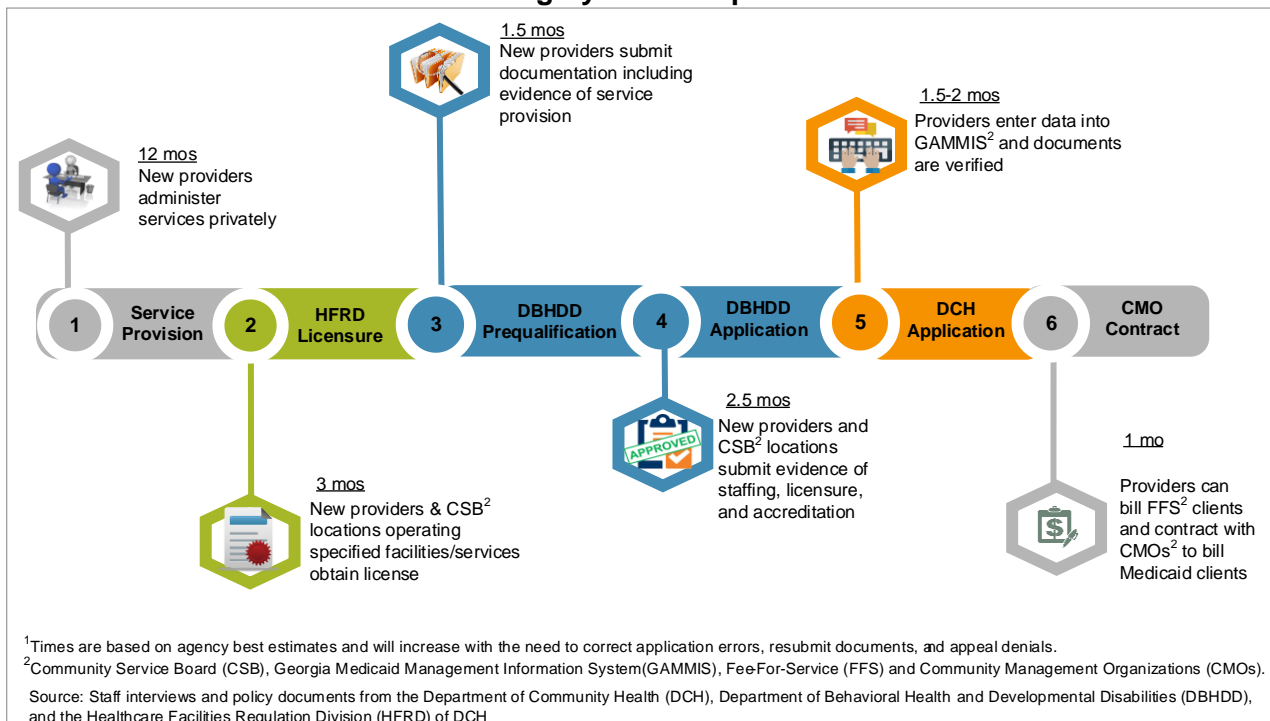 1.5 mos
New providers submit
documentation including
evidence of service
provision
1.5-2 mos
Providers enter data into
GAMMIS2 and documents
are verified
12 mos
New providers
administer
services privately
1
Service
Provision
2
HFRD
Licensure
3
DBHDD
Prequalification
4
DBHDD
Application
5
DCH
Application
6
CMO
Contract
3 mos
New providers & CSB2
locations operating
specified facilities/services
obtain license
APPROVED
2.5 mos
New providers and
CSB2 locations
submit evidence of
staffing, licensure,
and accreditation
$
1 mo
Providers can
bill FFS2 clients
and contract with
CMOs2 to bill
Medicaid clients
1Times are based on agency best estimates and will increase with the need to correct application errors, resubmit documents, and appeal denials.
2Community Service Board (CSB), Georgia Medicaid Management Information System(GAMMIS), Fee-For-Service (FFS) and Community Management Organizations (CMOs).
Source: Staff interviews and policy documents from the Department of Community Health (DCH), Department of Behavioral Health and Developmental Disabilities (DBHDD),
and the Healthcare Facilities Regulation Division (HFRD) of DCH